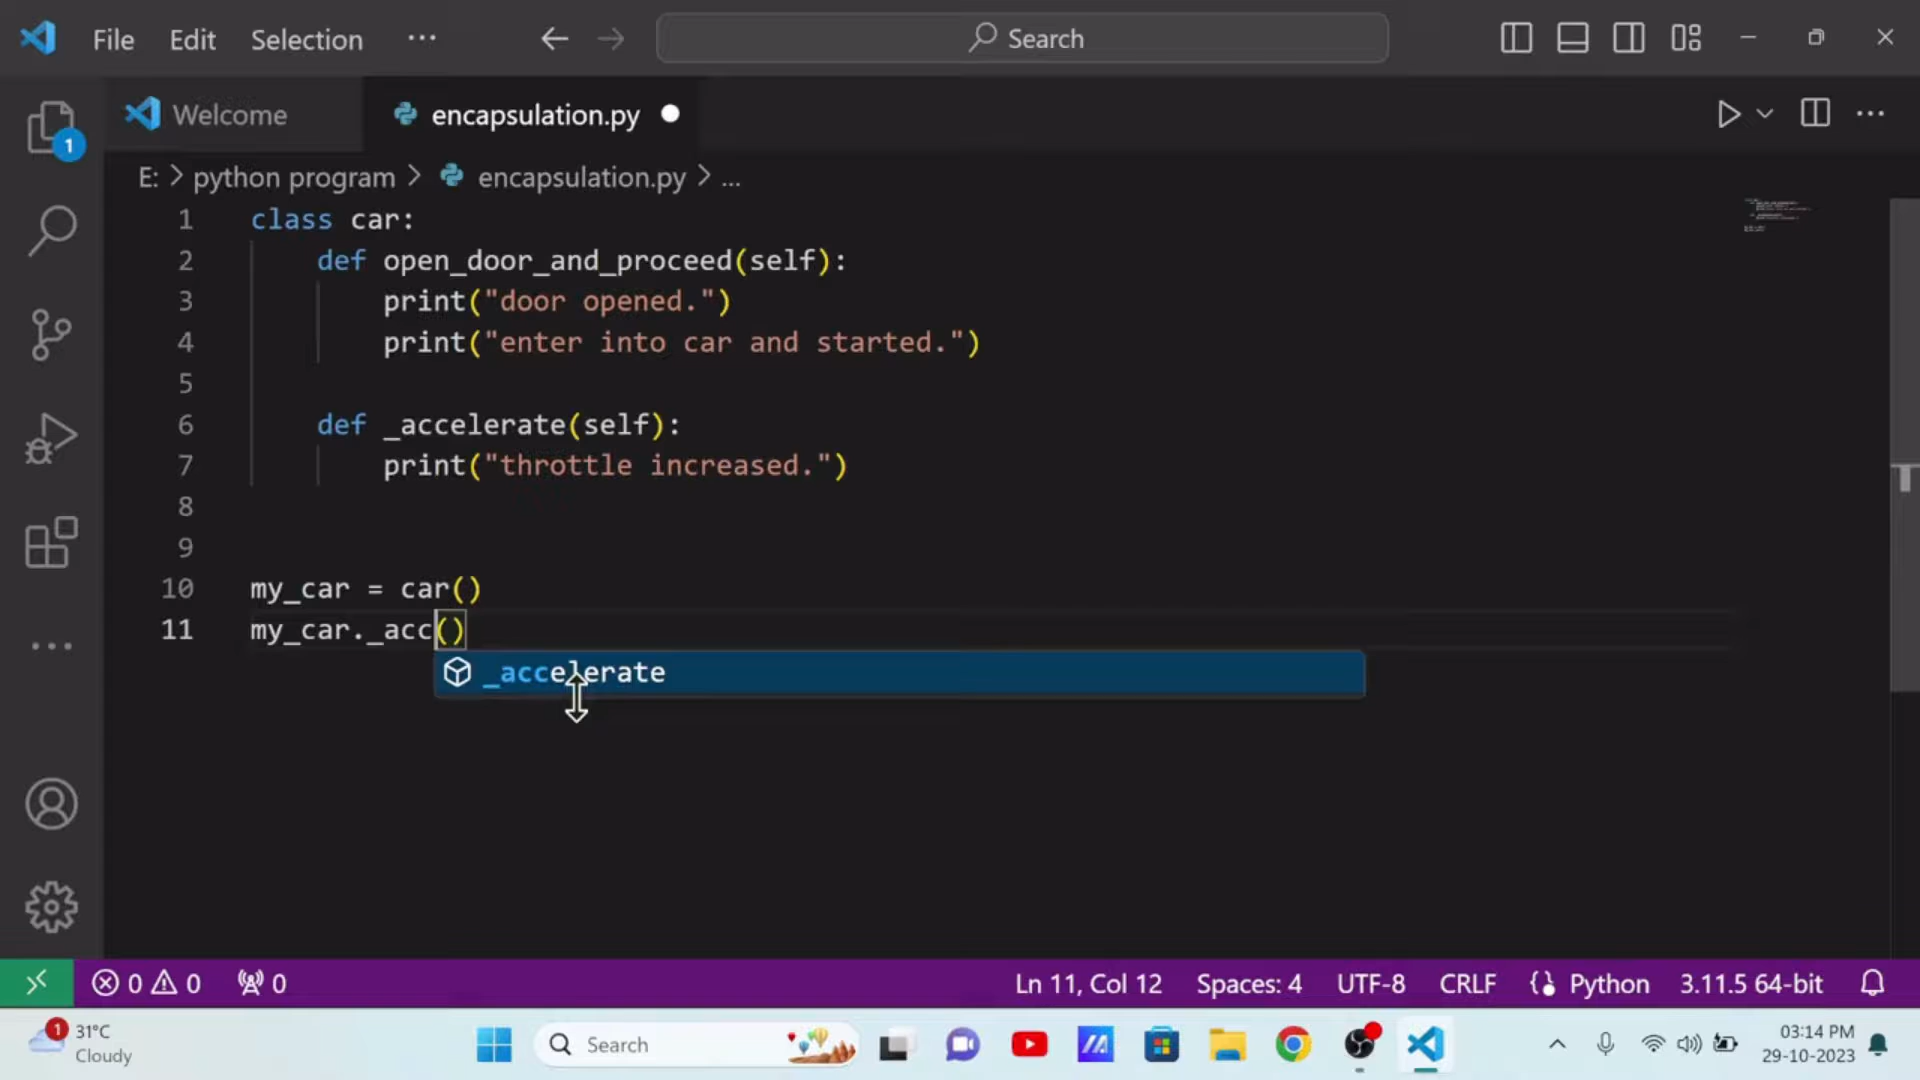 File Edit Selection ... Search
Welcome encapsulation.py
1
E: > python program > encapsulation.py > ...
1 class car:
2 def open_door_and_proceed(self):
3 print("door opened.")
4 print("enter into car and started.")
5
6 def _accelerate(self):
7 print("throttle increased.")
8
9
10 my_car = car()
11 my_car._acc()
_accelerate
0 0 0 Ln 11, Col 12 Spaces: 4 UTF-8 CRLF Python 3.11.5 64-bit
1 31°C Search 03:14 PM
Cloudy 29-10-2023